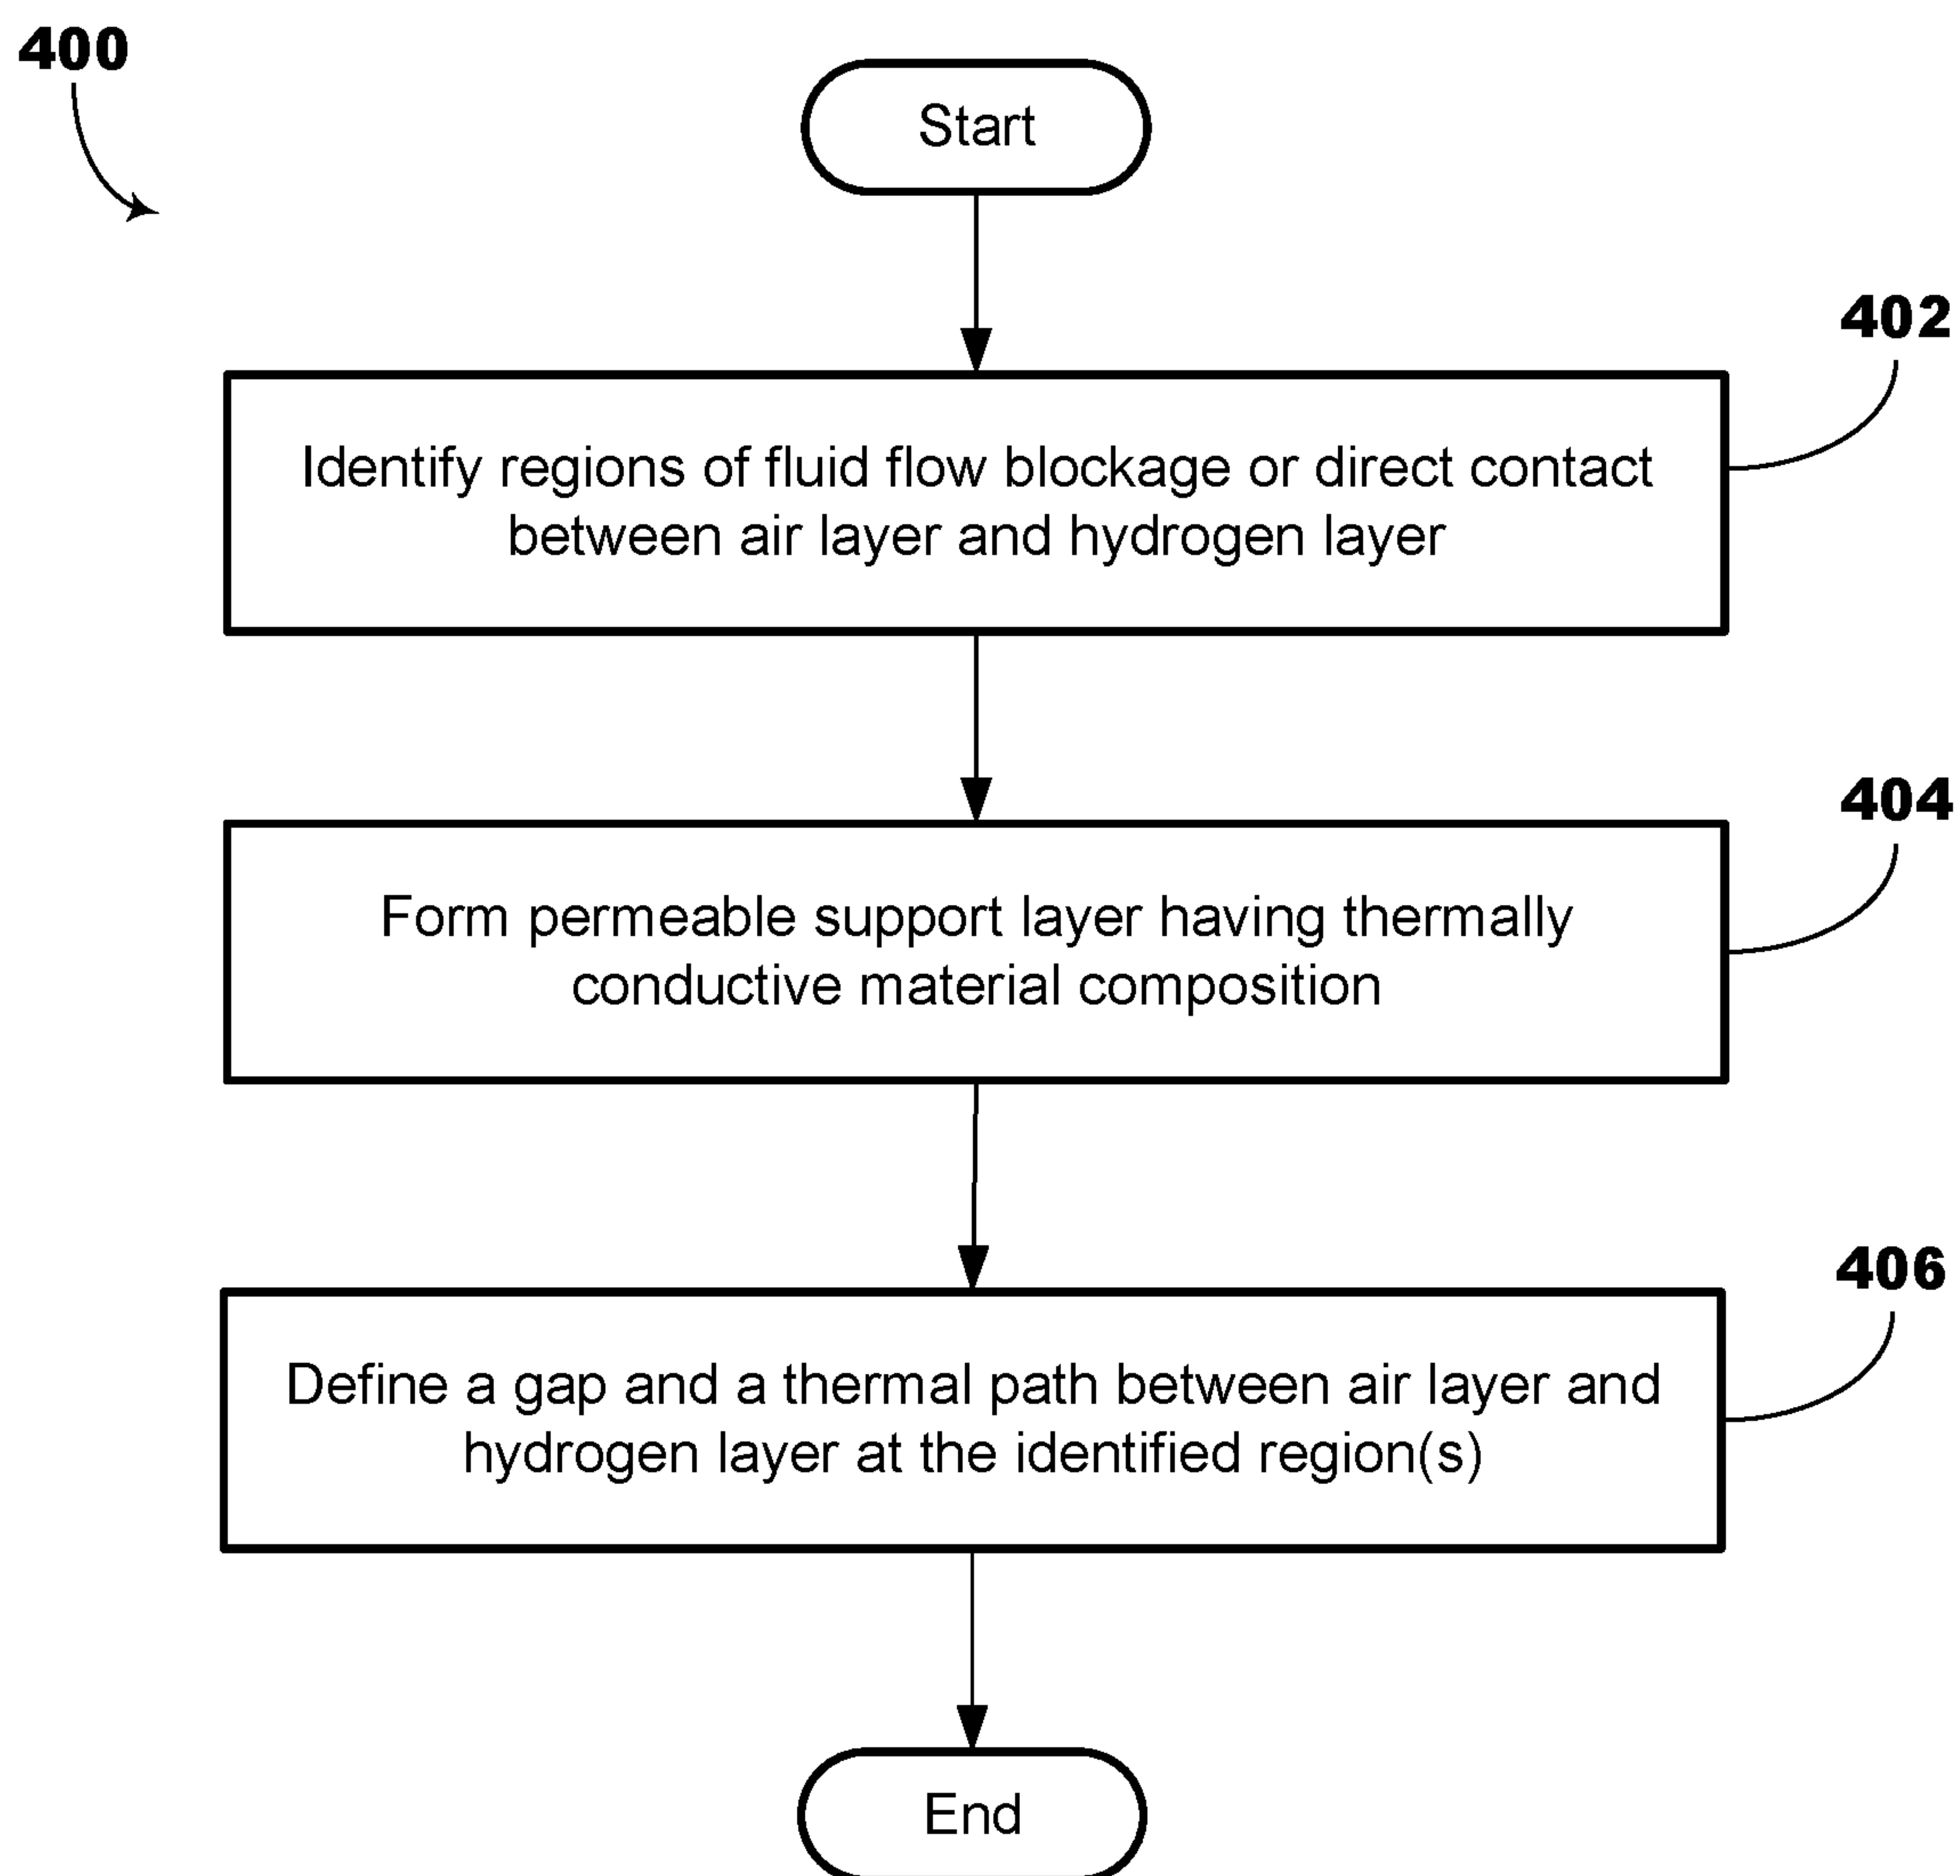 400
Start
402
Identify regions of fluid flow blockage or direct contact
between air layer and hydrogen layer
404
Form permeable support layer having thermally
conductive material composition
406
Define a gap and a thermal path between air layer and
hydrogen layer at the identified region(s)
End